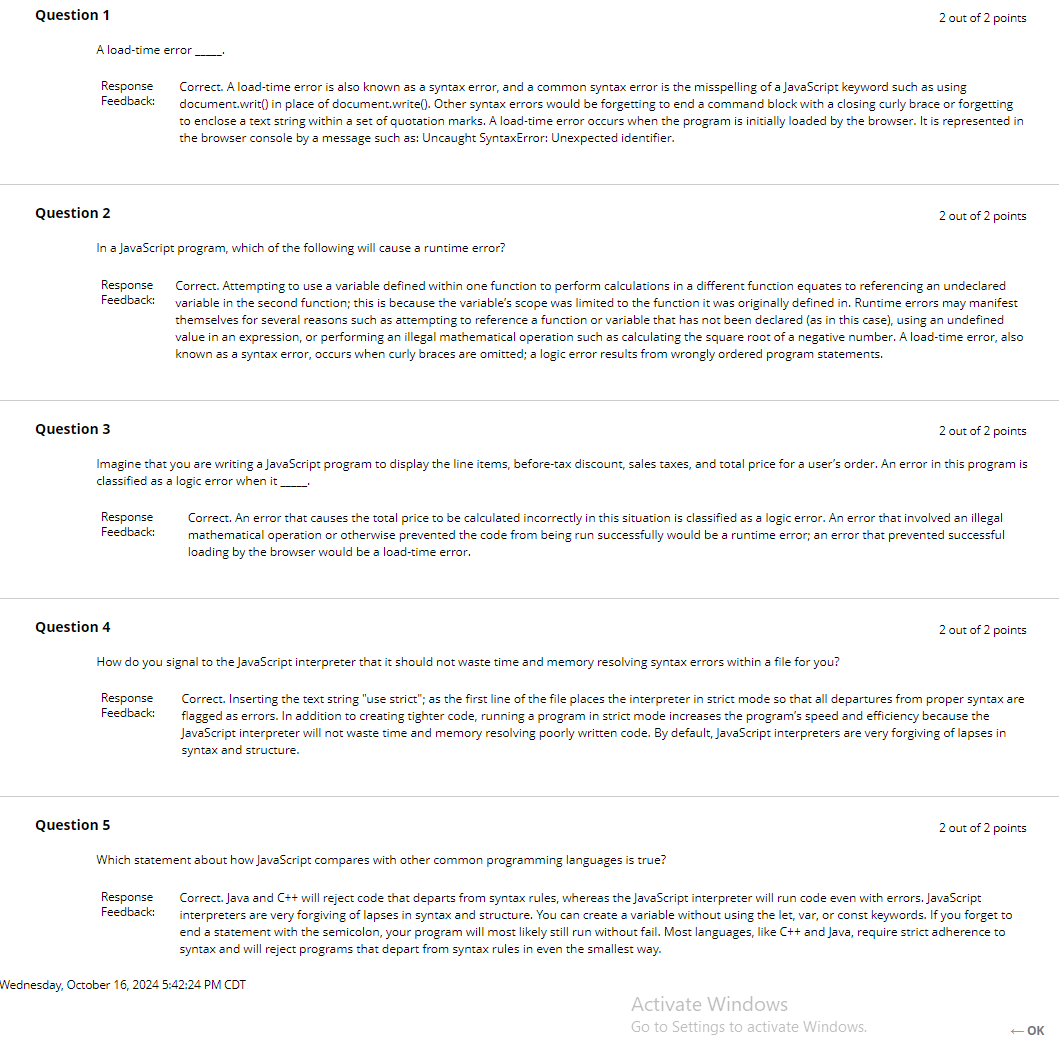 Question 1
2 out of 2 points
A load-time error _____.
Response
Feedback:
Correct. A load-time error is also known as a syntax error, and a common syntax error is the misspelling of a JavaScript keyword such as using
document.writ() in place of document.write(). Other syntax errors would be forgetting to end a command block with a closing curly brace or forgetting
to enclose a text string within a set of quotation marks. A load-time error occurs when the program is initially loaded by the browser. It is represented in
the browser console by a message such as: Uncaught SyntaxError: Unexpected identifier.
Question 2
2 out of 2 points
In a JavaScript program, which of the following will cause a runtime error?
Response
Feedback:
Correct. Attempting to use a variable defined within one function to perform calculations in a different function equates to referencing an undeclared
variable in the second function; this is because the variable’s scope was limited to the function it was originally defined in. Runtime errors may manifest
themselves for several reasons such as attempting to reference a function or variable that has not been declared (as in this case), using an undefined
value in an expression, or performing an illegal mathematical operation such as calculating the square root of a negative number. A load-time error, also
known as a syntax error, occurs when curly braces are omitted; a logic error results from wrongly ordered program statements.
Question 3
2 out of 2 points
Imagine that you are writing a JavaScript program to display the line items, before-tax discount, sales taxes, and total price for a user’s order. An error in this program is
classified as a logic error when it _____.
Response
Feedback:
Correct. An error that causes the total price to be calculated incorrectly in this situation is classified as a logic error. An error that involved an illegal
mathematical operation or otherwise prevented the code from being run successfully would be a runtime error; an error that prevented successful
loading by the browser would be a load-time error.
Question 4
2 out of 2 points
How do you signal to the JavaScript interpreter that it should not waste time and memory resolving syntax errors within a file for you?
Response
Feedback:
Correct. Inserting the text string "use strict"; as the first line of the file places the interpreter in strict mode so that all departures from proper syntax are
flagged as errors. In addition to creating tighter code, running a program in strict mode increases the program’s speed and efficiency because the
JavaScript interpreter will not waste time and memory resolving poorly written code. By default, JavaScript interpreters are very forgiving of lapses in
syntax and structure.
Question 5
2 out of 2 points
Which statement about how JavaScript compares with other common programming languages is true?
Response
Feedback:
Correct. Java and C++ will reject code that departs from syntax rules, whereas the JavaScript interpreter will run code even with errors. JavaScript
interpreters are very forgiving of lapses in syntax and structure. You can create a variable without using the let, var, or const keywords. If you forget to
end a statement with the semicolon, your program will most likely still run without fail. Most languages, like C++ and Java, require strict adherence to
syntax and will reject programs that depart from syntax rules in even the smallest way.
Wednesday, October 16, 2024 5:42:24 PM CDT
Activate Windows
Go to Settings to activate Windows.
← OK